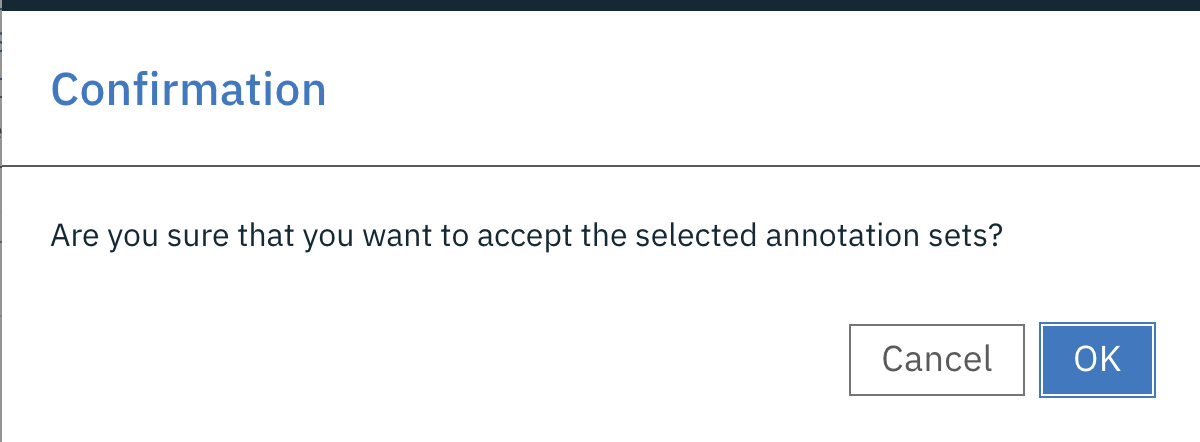 Confirmation
Are you sure that you want to accept the selected annotation sets?
Cancel
OK